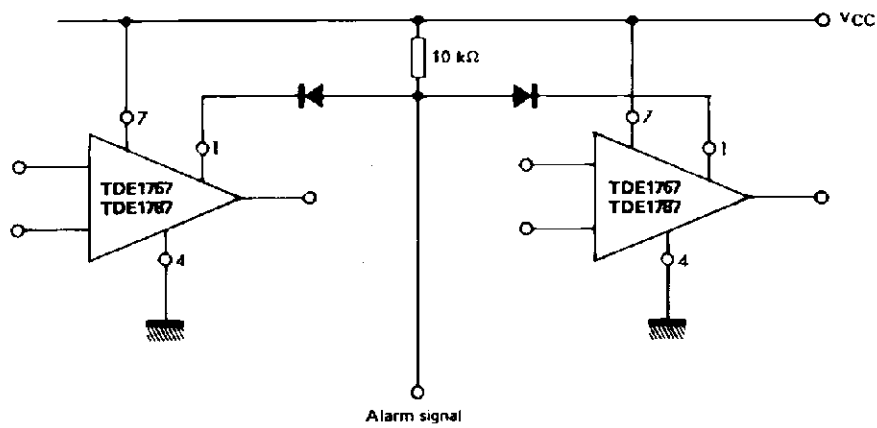 VCC
10 kΩ
7
1
TDE1767
TDE1787
4
7
1
TDE1767
TDE1787
4
Alarm signal